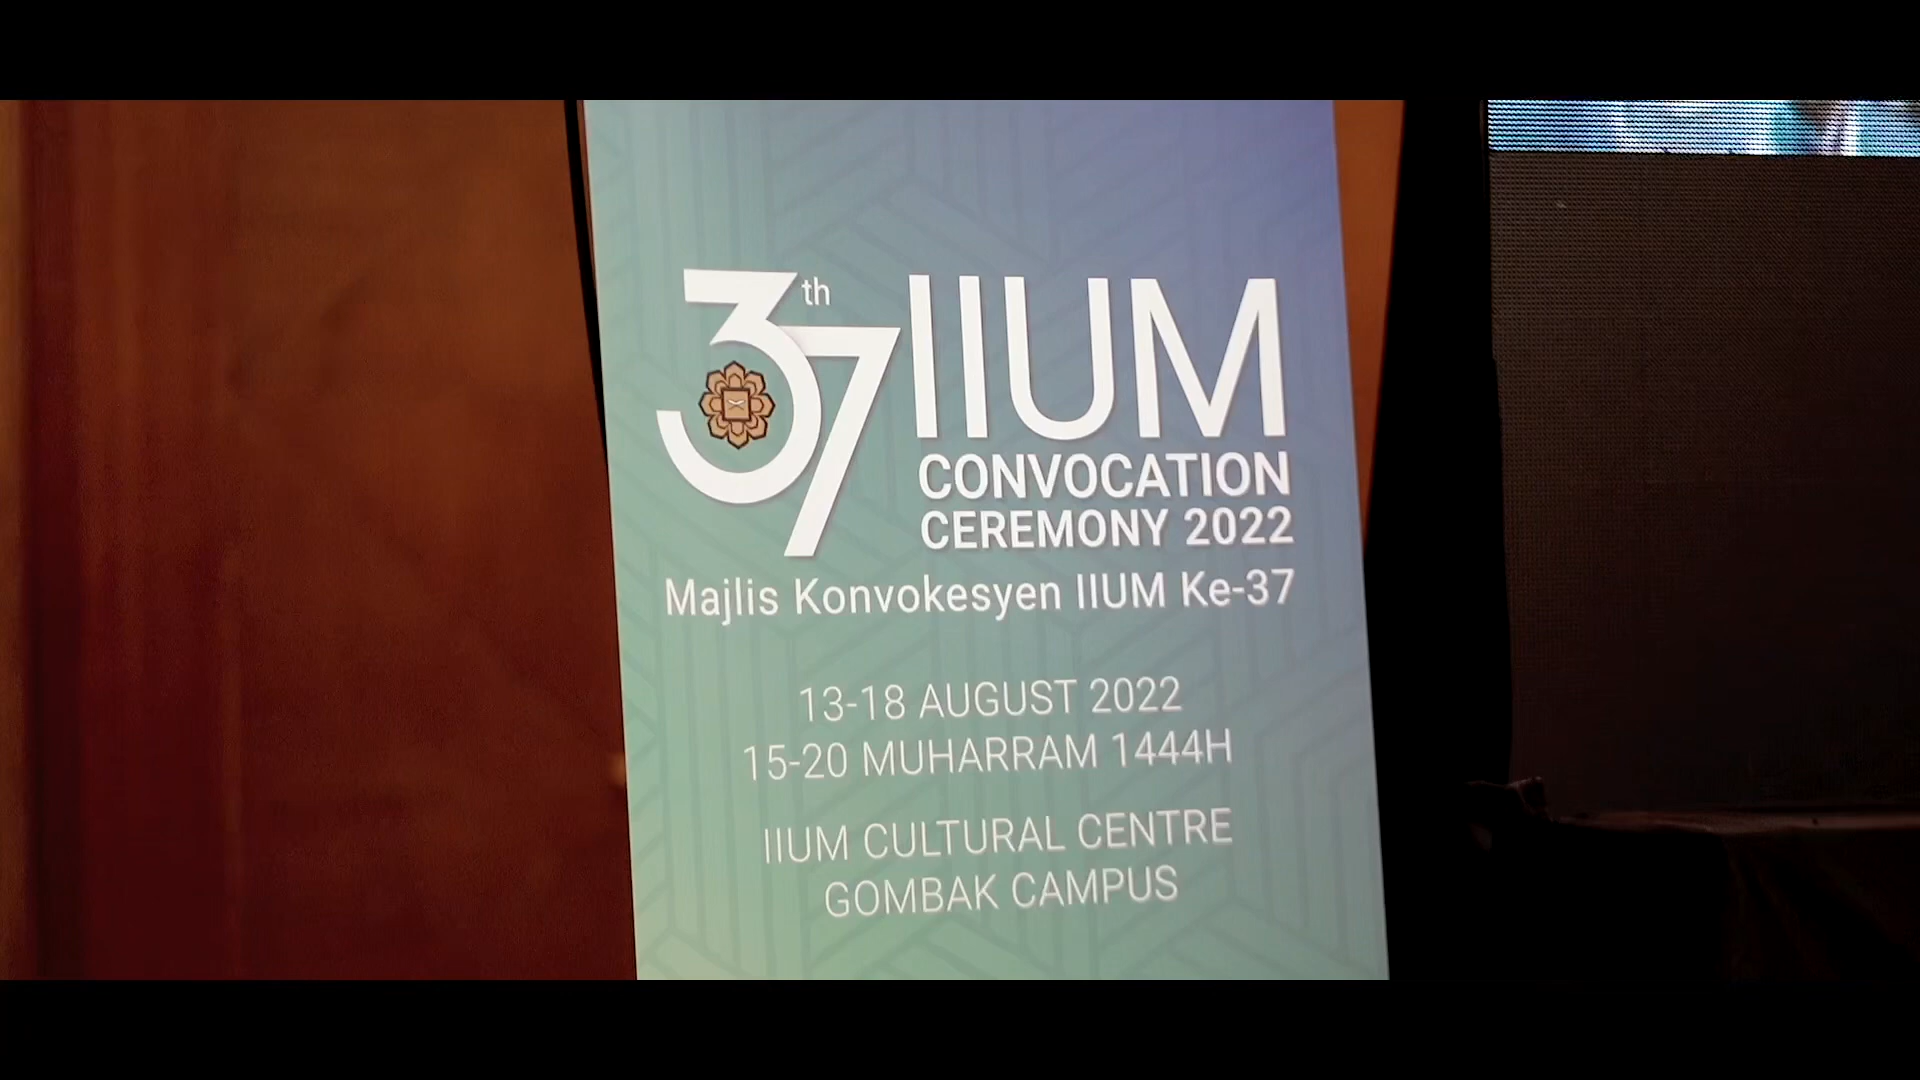 37th IIUM
CONVOCATION
CEREMONY 2022
Majlis Konvokesyen IIUM Ke-37
13-18 AUGUST 2022
15-20 MUHARRAM 1444H
IIUM CULTURAL CENTRE
GOMBAK CAMPUS